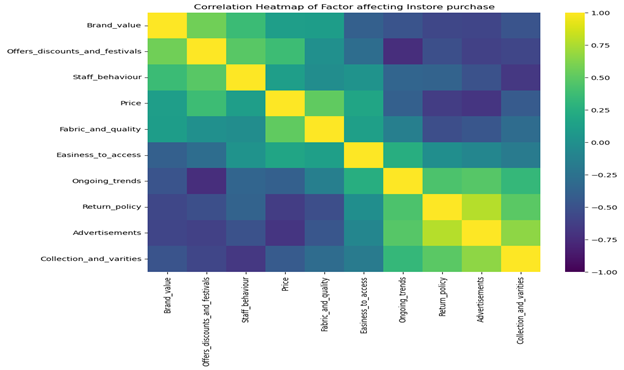 Correlation Heatmap of Factor affecting Instore purchase
Brand_value
Offers_discounts_and_festivals
Staff_behaviour
Price
Fabric_and_quality
Easiness_to_access
Ongoing_trends
Return_policy
Advertisements
Collection_and_varities
Brand_value
Offers_discounts_and_festivals
Staff_behaviour
Price
Fabric_and_quality
Easiness_to_access
Ongoing_trends
Return_policy
Advertisements
Collection_and_varities
1.00
0.75
0.50
0.25
0.00
−0.25
−0.50
−0.75
−1.00